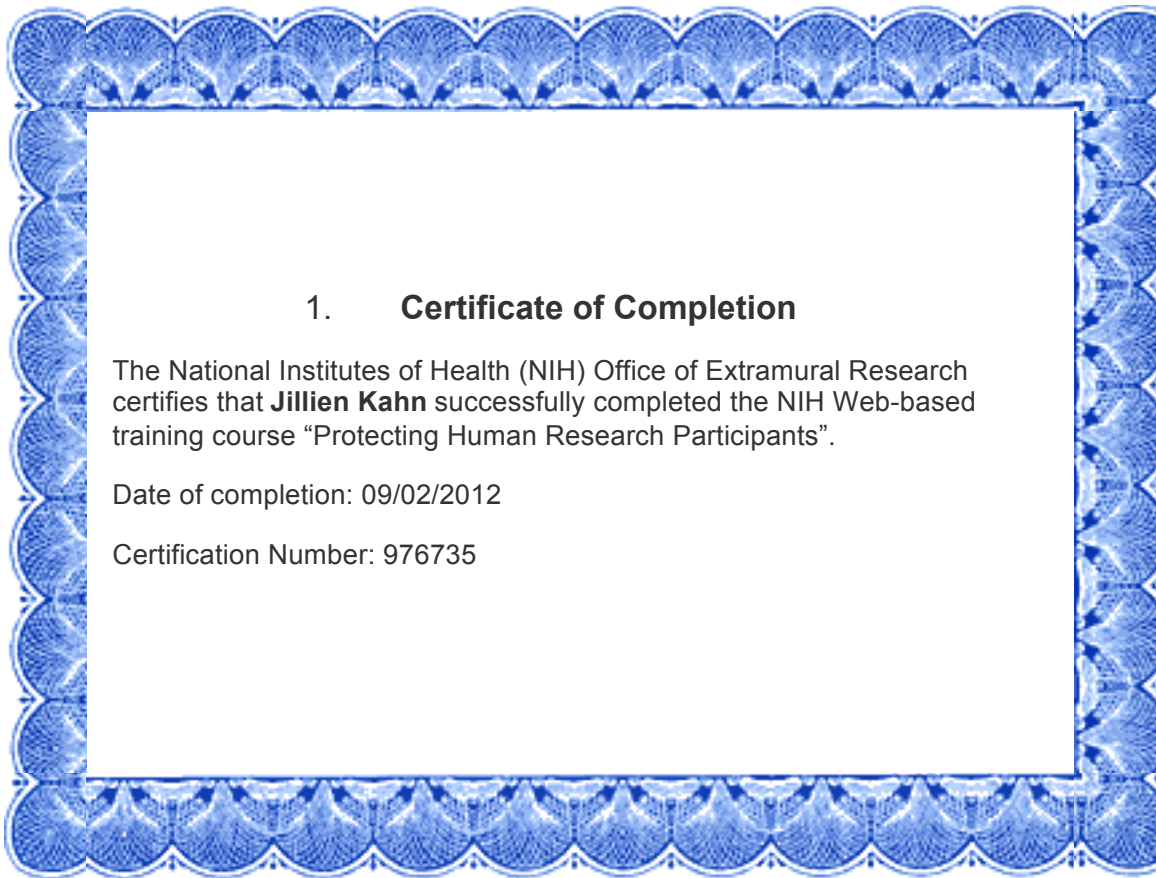 1. Certificate of Completion
The National Institutes of Health (NIH) Office of Extramural Research
certifies that Jillien Kahn successfully completed the NIH Web-based
training course “Protecting Human Research Participants”.
Date of completion: 09/02/2012
Certification Number: 976735